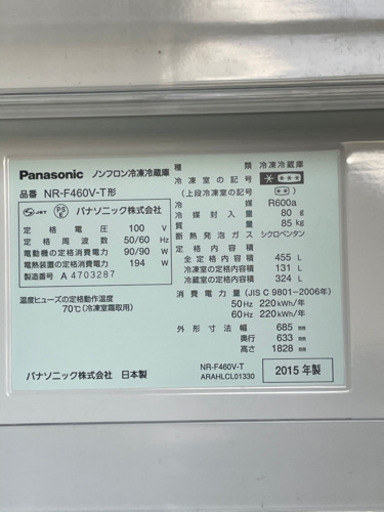 Panasonic ノンフロン冷凍冷蔵庫
品番 NR-F460V-T形
JET PS E パナソニック株式会社
定格電圧 100 V
定格周波数 50/60 Hz
電動機の定格消費電力 90/90 W
電熱装置の定格消費電力 194 W
製造番号 A 4703287
温度ヒューズの定格動作温度
70℃(冷凍室霜取用)
パナソニック株式会社 日本製
種類 冷凍冷蔵庫
冷凍室の記号
(上段冷凍室の記号)
冷媒 R600a
冷媒封入量 80 g
質量 85 kg
断熱発泡ガス シクロペンタン
定格内容積
全定格内容積 455 L
冷凍室の定格内容積 131 L
冷蔵室の定格内容積 324 L
消費電力量 (JIS C 9801-2006年)
50 Hz 220 kWh/年
60 Hz 220 kWh/年
外形寸法 幅 685 mm
奥行 633 mm
高さ 1828 mm
NR-F460V-T
ARAHLCL01330
2015 年製